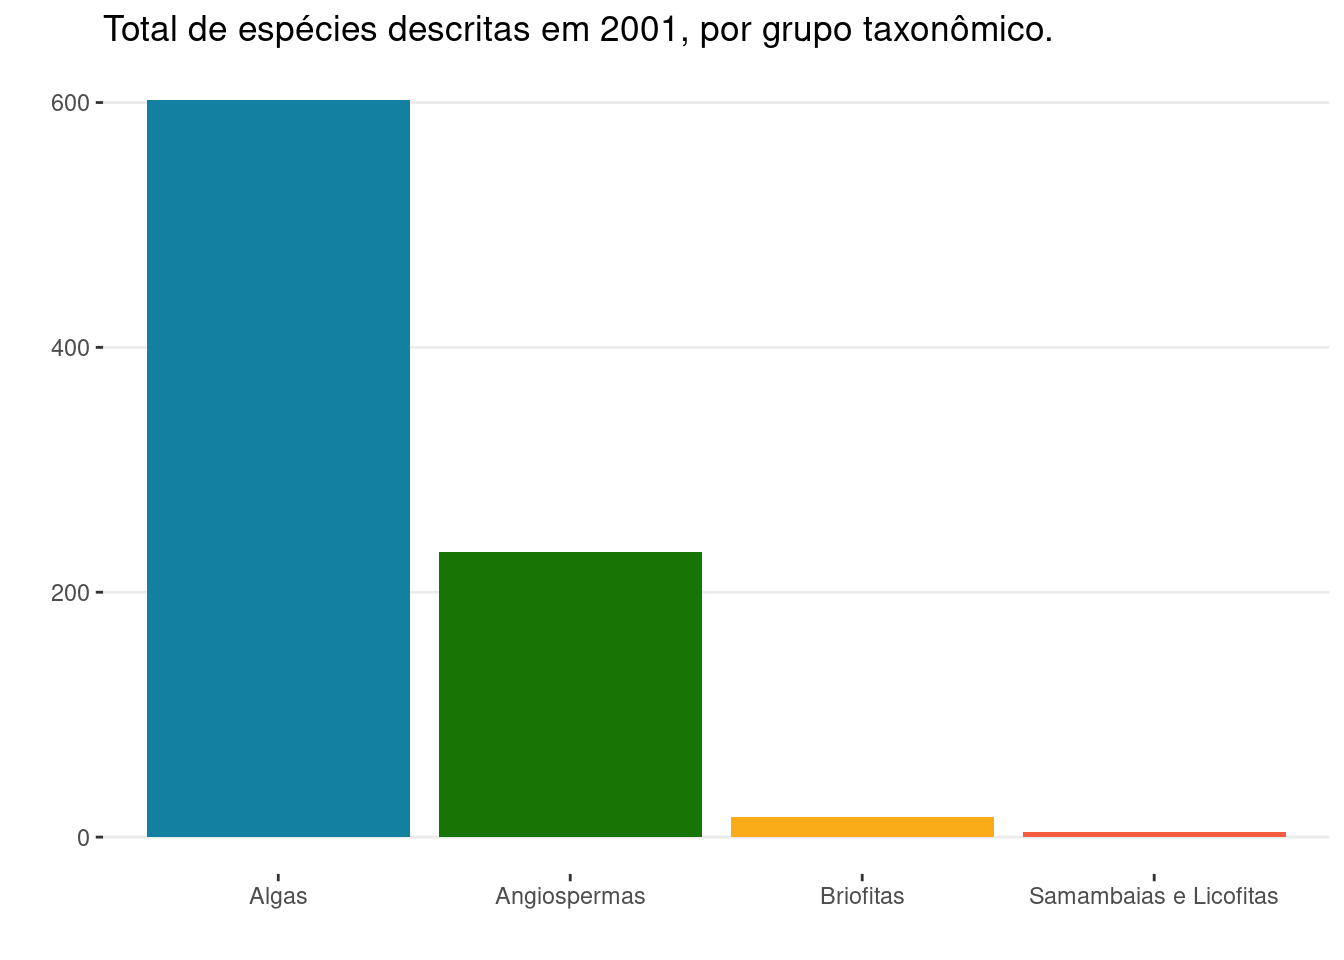 Total de espécies descritas em 2001, por grupo taxonômico.
600
400
200
0
Algas
Angiospermas
Briofitas
Samambaias e Licofitas